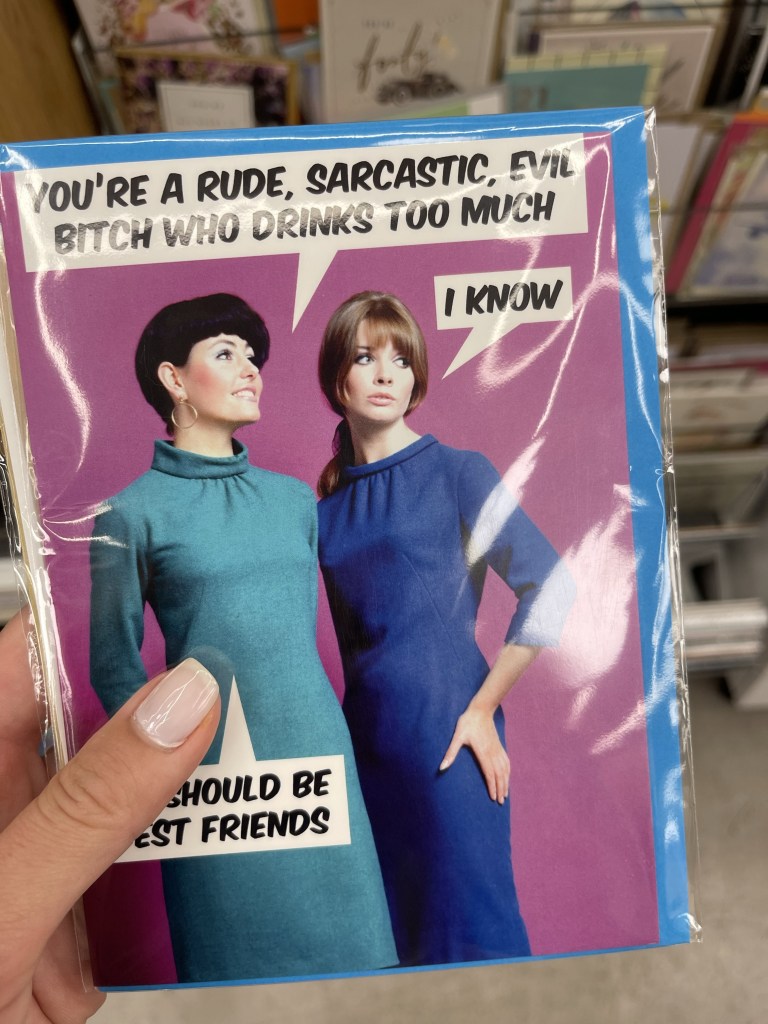 YOU'RE A RUDE, SARCASTIC, EVIL
BITCH WHO DRINKS TOO MUCH
I KNOW
SHOULD BE
EST FRIENDS